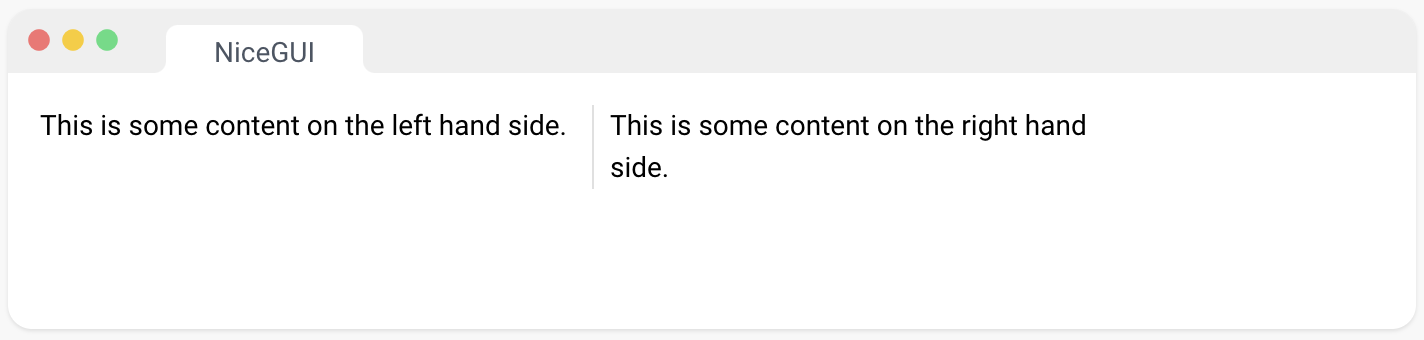 NiceGUI
This is some content on the left hand side.
This is some content on the right hand
side.